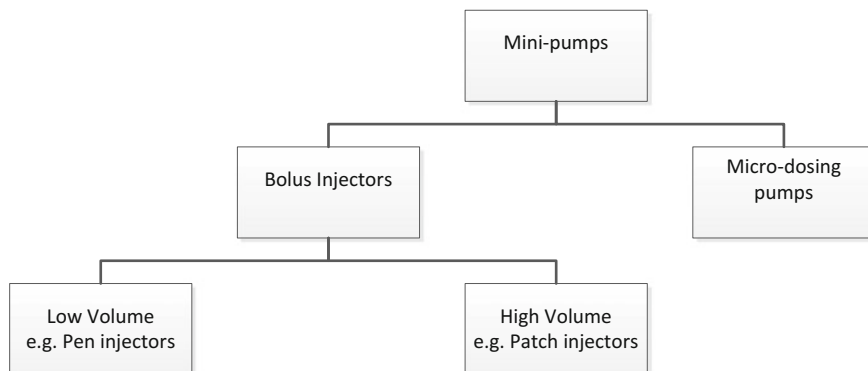 Mini-pumps
Bolus Injectors
Micro-dosing
pumps
Low Volume
e.g. Pen injectors
High Volume
e.g. Patch injectors